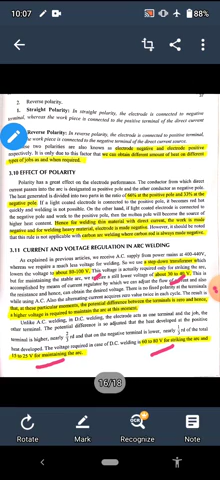 10:07
88%
2. Reverse polarity.
1. Straight Polarity: In straight polarity, the electrode is connected to negative
terminal, whereas the work piece is connected to the positive terminal of the direct current
Reverse Polarity: In reverse polarity, the electrode is connected to positive terminal,
the work piece is connected to the negative terminal of the direct current source
two polarities are also known as electrode negative and electrode positive
respectively. It is only due to this factor that we can obtain different amount of heat on different
types of jobs as and when required.
3.10 EFFECT OF POLARITY
Polarity has a great effect on the electrode performance. The conductor from which direct
current passes into the arc is designated as positive pole and the other conductor as negative pole.
The heat generated is divided into two parts in the ratio of 66% at the positive pole and 33% at the
negative pole. If a light coated electrode is connected to the positive pole, it becomes red hot
quickly and welding is not possible. On the other hand, if light coated electrode is connected to
the negative pole and work to the positive pole, then the pole will become the source of
higher heat content. Hence for welding thin material with direct current, the work is made
negative and for welding heavy material, electrode is made negative. However, it should be noted
that this rule is not applicable with carbon arc welding where carbon rod is always made negative.
3.11 CURRENT AND VOLTAGE REGULATION IN ARC WELDING
As explained in previous articles, we receive A.C. supply from power mains at 400-440V,
whereas we require a much less voltage for welding. So we use a step-down transformer which
lowers the voltage to about 80-100 V. This voltage is actually required only for striking the arc,
but for maintaining the stable arc, we require a still lower voltage of about 30 to 40 V. This is
accomplished by means of current regulator by which we can adjust the flow of current and also
the resistance and hence, can obtain the desired voltage. There is no fixed polarity at the terminals
while using A.C. Also the alternating current acquires zero value twice in each cycle. The result is
that, at these particular moments, the potential difference between the terminals is zero and hence,
a higher voltage is required to maintain the arc at this moment.
Unlike A.C. welding, in D.C. welding, the electrode acts as one terminal and the job, the
other terminal. The potential difference is so adjusted that the heat developed at the positive
terminal is higher, nearly 2/3 rd and that on the negative terminal is lower, nearly 1/3 rd of the total
heat developed. The voltage required in case of D.C. welding is 60 to 80 V for striking the arc and
15 to 25 V for maintaining the arc.
16/18
Rotate
Mark
Recognize
Note